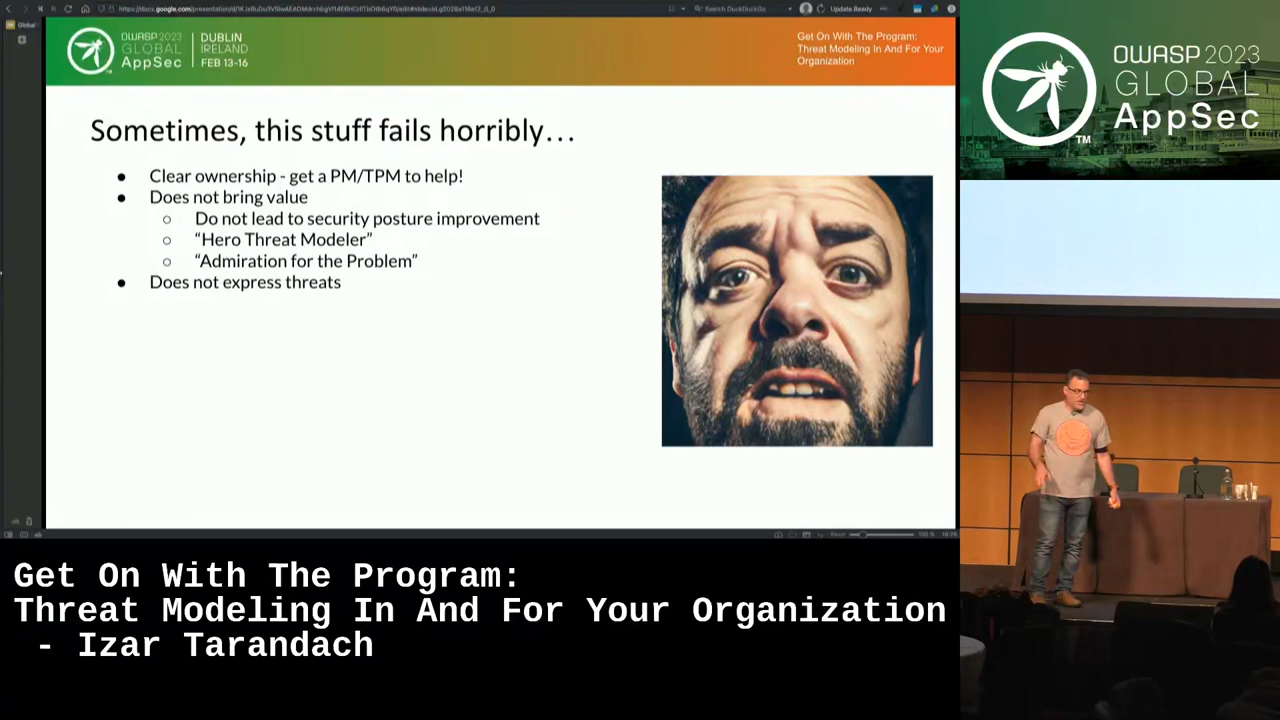 Update Ready
OWASP 2023
GLOBAL
AppSec
DUBLIN
IRELAND
FEB 13-16
Get On With The Program:
Threat Modeling In And For Your
Organization
Sometimes, this stuff fails horribly…
● Clear ownership - get a PM/TPM to help!
● Does not bring value
○ Do not lead to security posture improvement
○ “Hero Threat Modeler”
○ “Admiration for the Problem”
● Does not express threats
OWASP 2023
GLOBAL
AppSec
TM
Get On With The Program:
Threat Modeling In And For Your Organization
- Izar Tarandach